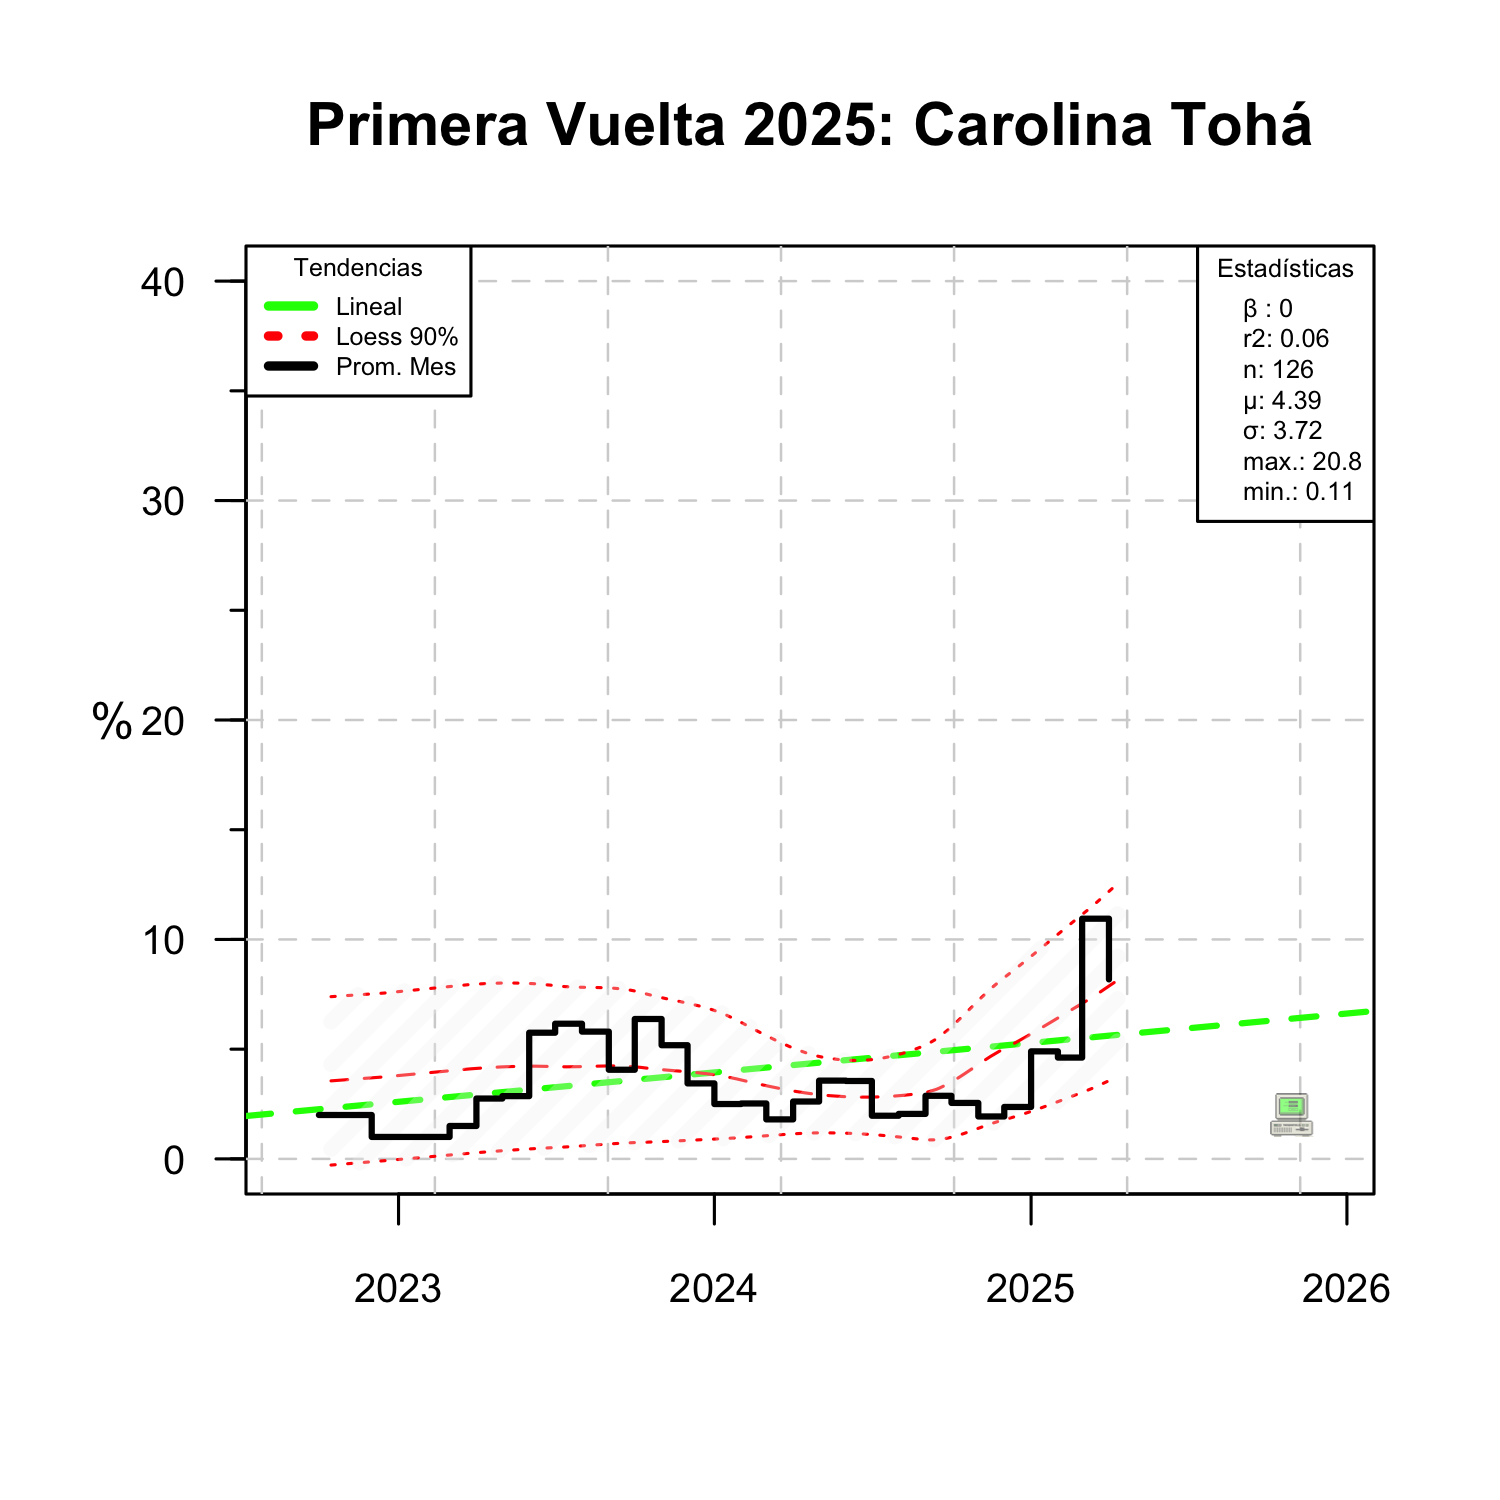 Primera Vuelta 2025: Carolina Tohá
Tendencias
Lineal
Loess 90%
Prom. Mes
Estadísticas
β : 0
r2: 0.06
n: 126
μ: 4.39
σ: 3.72
max.: 20.8
min.: 0.11
40
30
% 20
10
0
2023 2024 2025 2026